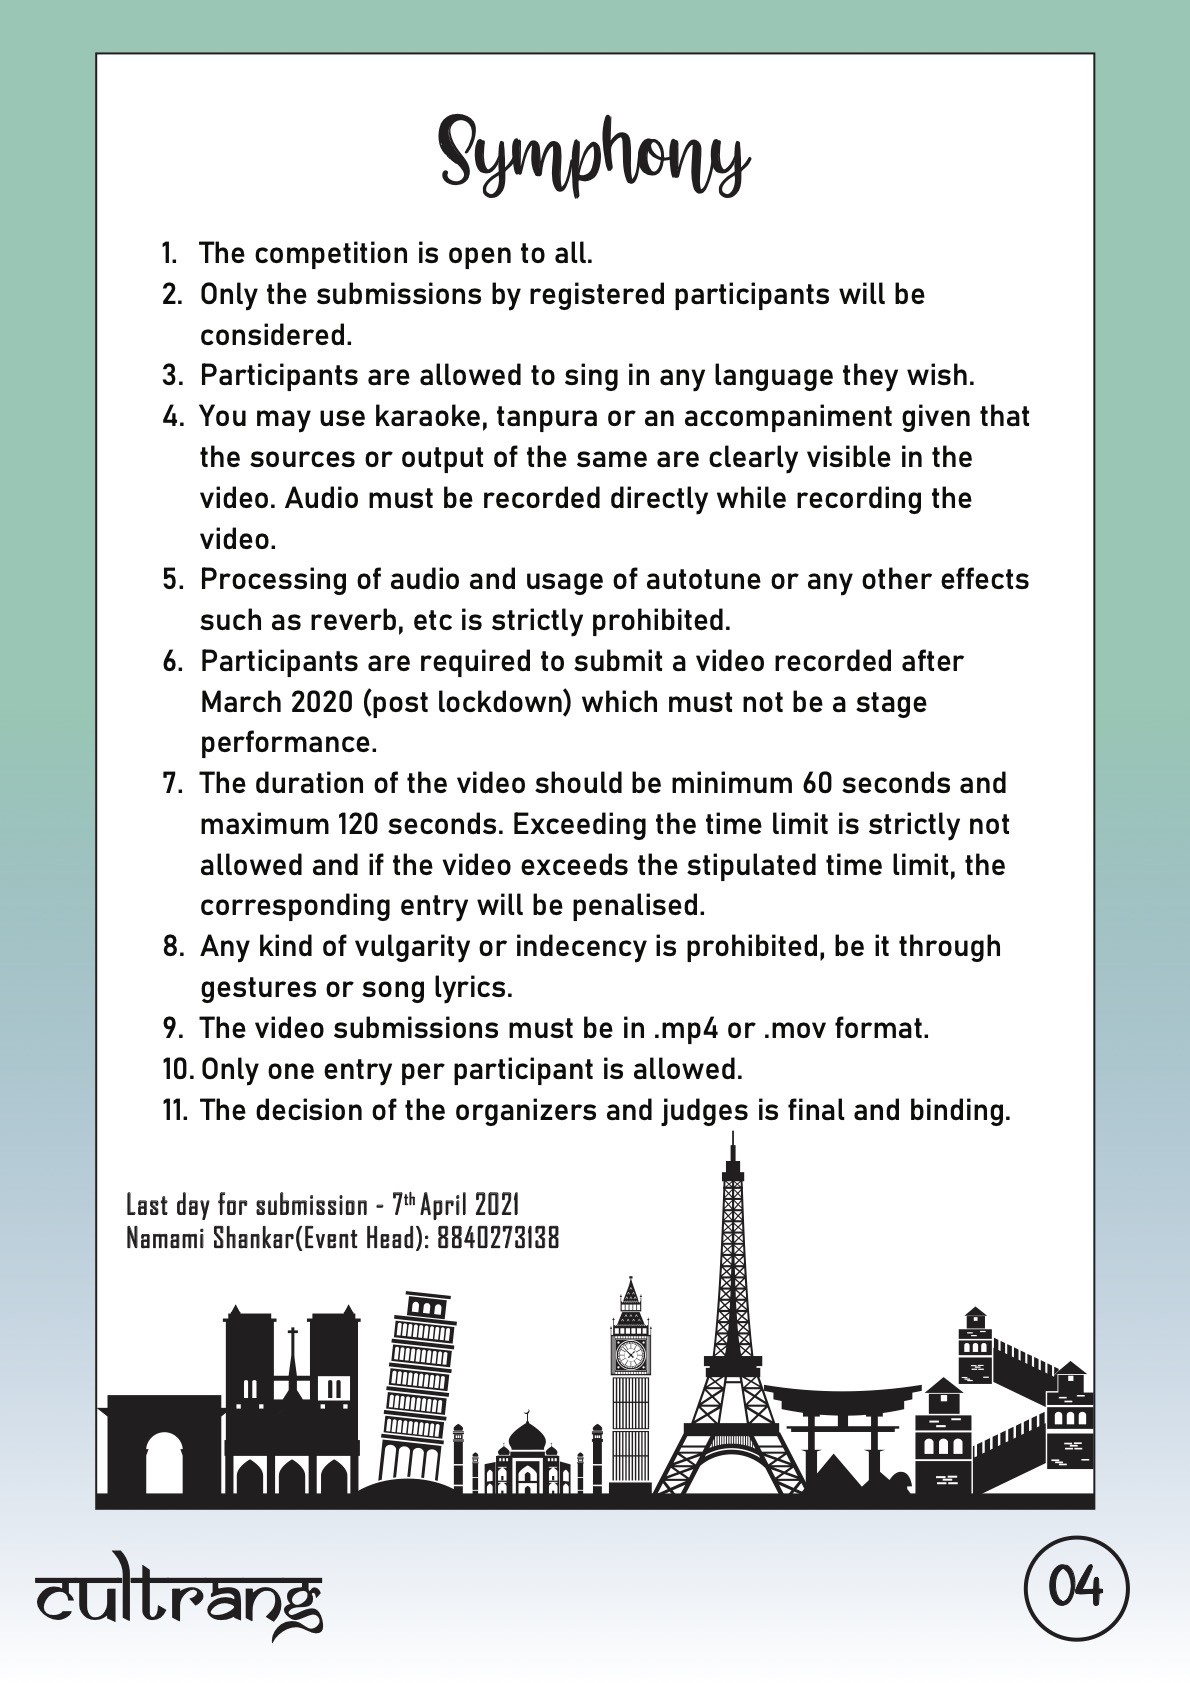 Symphony
1. The competition is open to all.
2. Only the submissions by registered participants will be
considered.
3. Participants are allowed to sing in any language they wish.
4. You may use karaoke, tanpura or an accompaniment given that
the sources or output of the same are clearly visible in the
video. Audio must be recorded directly while recording the
video.
5. Processing of audio and usage of autotune or any other effects
such as reverb, etc is strictly prohibited.
6. Participants are required to submit a video recorded after
March 2020 (post lockdown) which must not be a stage
performance.
7. The duration of the video should be minimum 60 seconds and
maximum 120 seconds. Exceeding the time limit is strictly not
allowed and if the video exceeds the stipulated time limit, the
corresponding entry will be penalised.
8. Any kind of vulgarity or indecency is prohibited, be it through
gestures or song lyrics.
9. The video submissions must be in .mp4 or .mov format.
10. Only one entry per participant is allowed.
11. The decision of the organizers and judges is final and binding.
Last day for submission - 7th April 2021
Namami Shankar(Event Head): 8840273138
cultrang
04